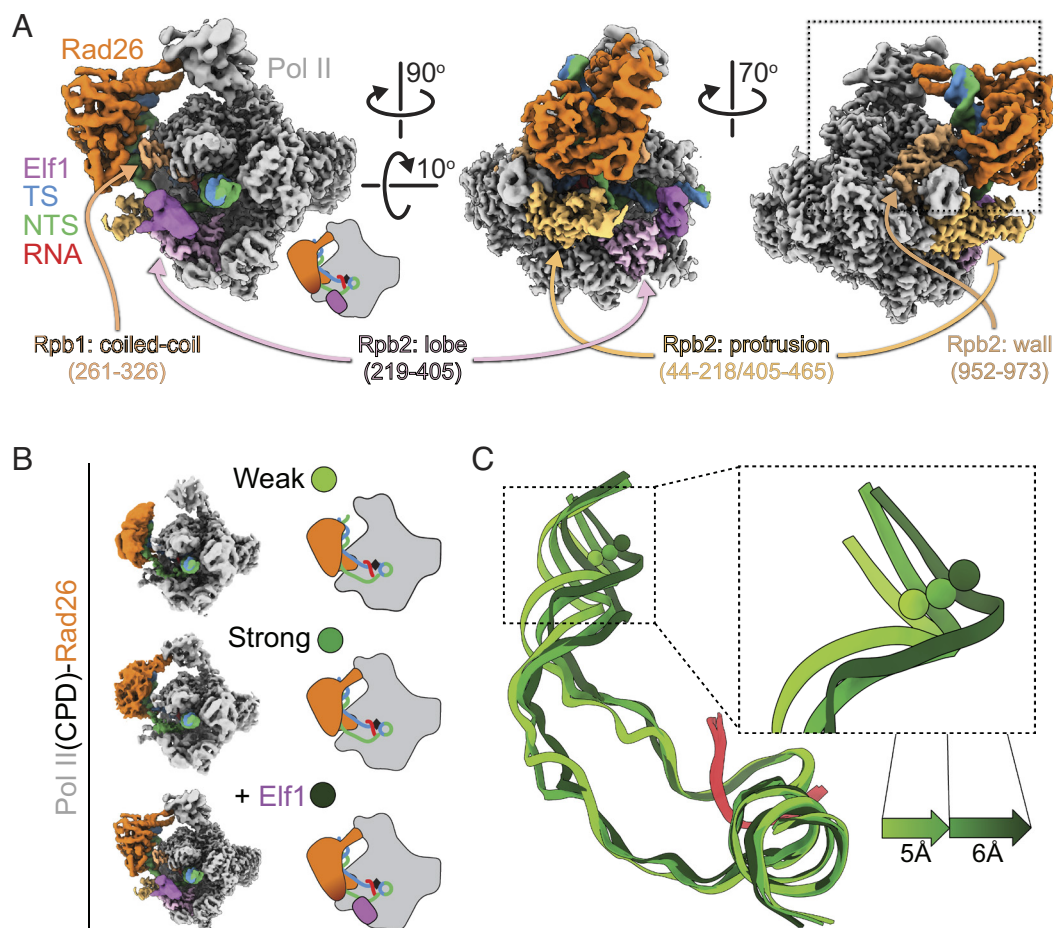 A
Rad26
Pol II
90°
10°
70°
Elf1
TS
NTS
RNA
Rpb1: coiled-coil
(261-326)
Rpb2: lobe
(219-405)
Rpb2: protrusion
(44-218/405-465)
Rpb2: wall
(952-973)
B
Pol II(CPD)-Rad26
Weak
Strong
+ Elf1
C
5Å
6Å